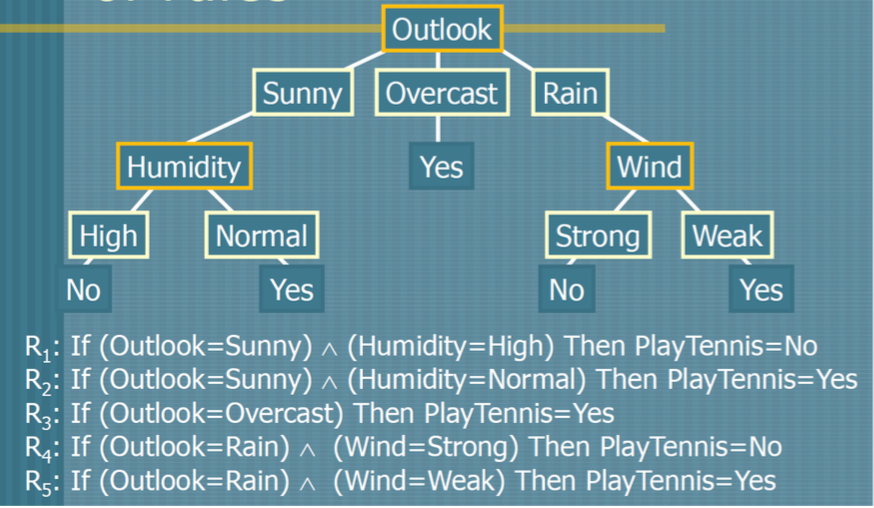 Outlook
Sunny Overcast Rain
Humidity Yes Wind
High Normal Strong Weak
No Yes No Yes
R₁: If (Outlook=Sunny) ∧ (Humidity=High) Then PlayTennis=No
R₂: If (Outlook=Sunny) ∧ (Humidity=Normal) Then PlayTennis=Yes
R₃: If (Outlook=Overcast) Then PlayTennis=Yes
R₄: If (Outlook=Rain) ∧ (Wind=Strong) Then PlayTennis=No
R₅: If (Outlook=Rain) ∧ (Wind=Weak) Then PlayTennis=Yes